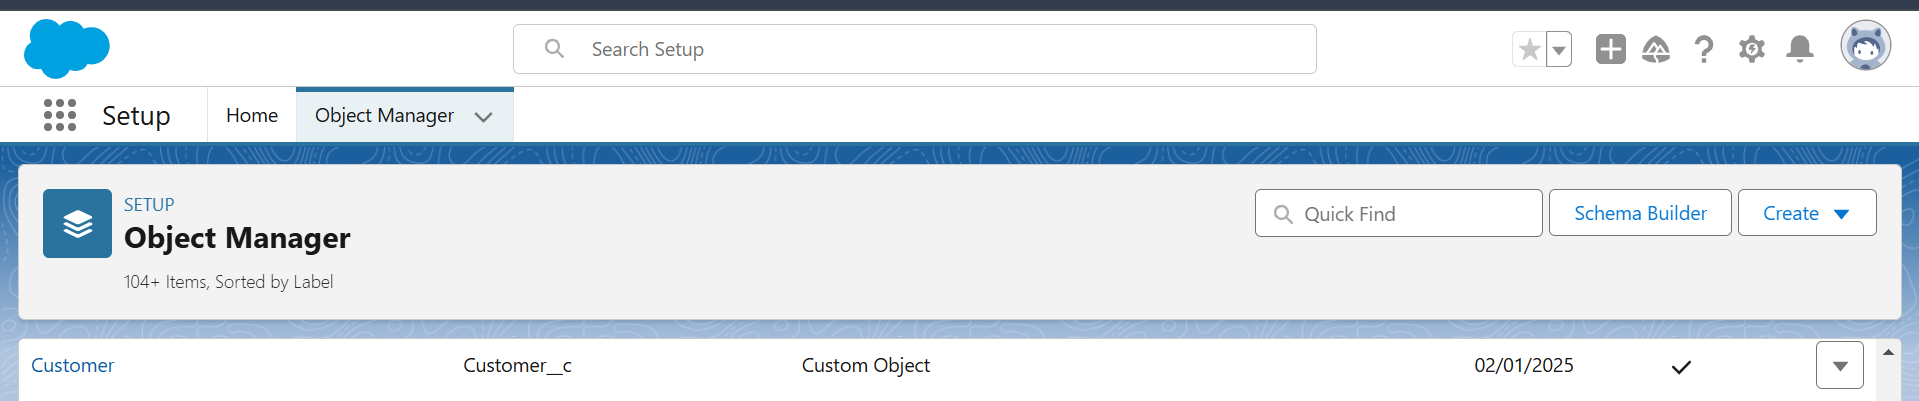 Search Setup
Setup Home Object Manager
SETUP
Object Manager
104+ Items, Sorted by Label
Quick Find Schema Builder Create
Customer Customer__c Custom Object 02/01/2025